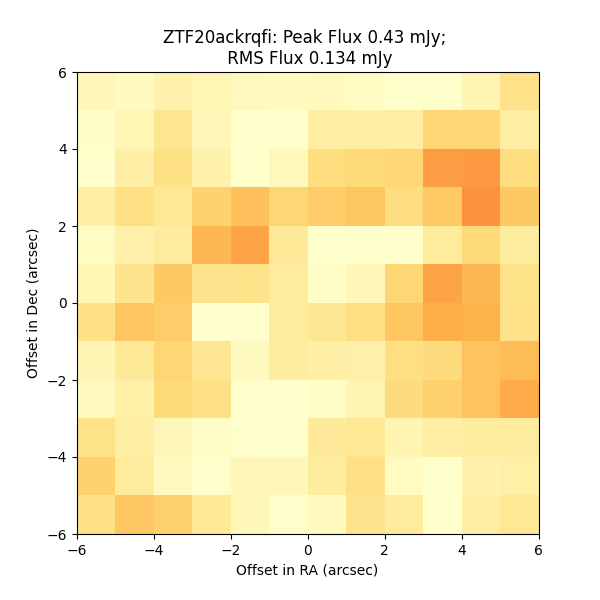 ZTF20ackrqfi: Peak Flux 0.43 mJy;
RMS Flux 0.134 mJy
6
4
2
0
−2
−4
−6
Offset in Dec (arcsec)
−6 −4 −2 0 2 4 6
Offset in RA (arcsec)